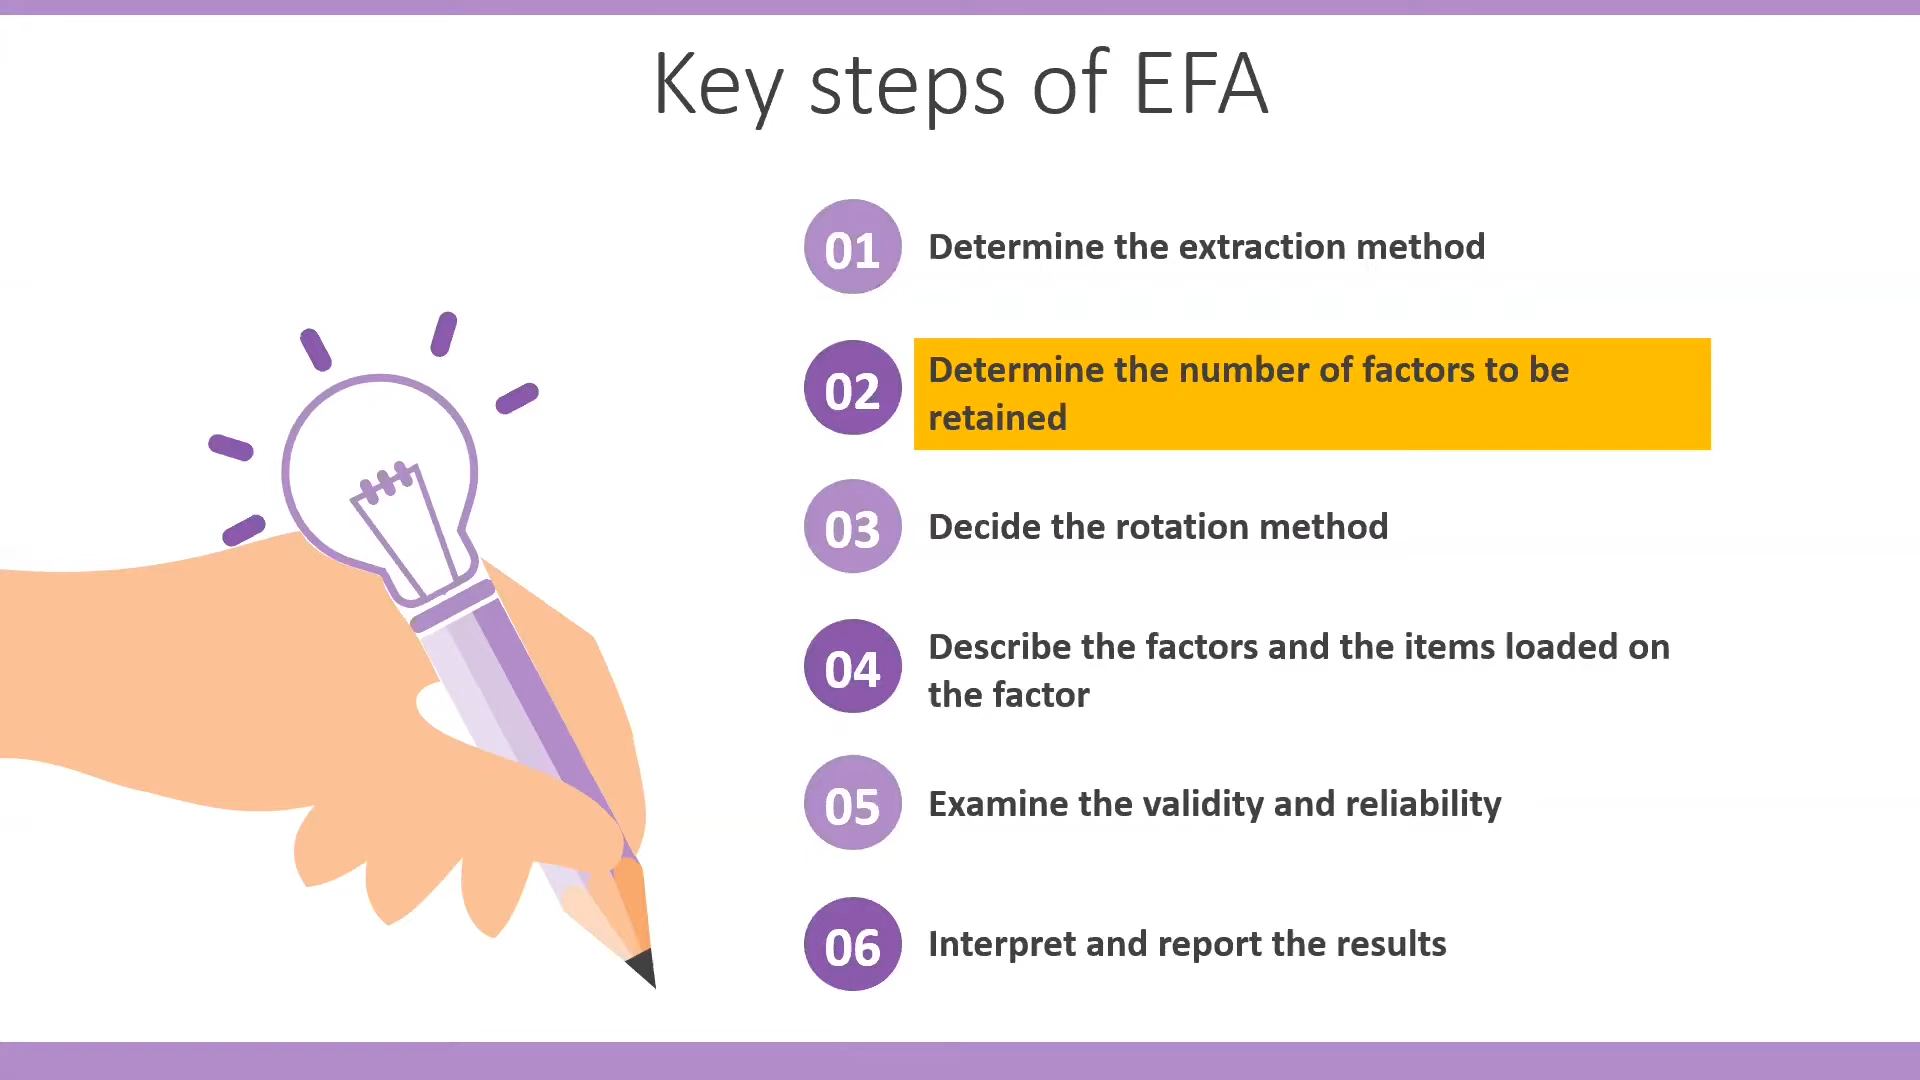 Key steps of EFA
01 Determine the extraction method
02 Determine the number of factors to be
retained
03 Decide the rotation method
04 Describe the factors and the items loaded on
the factor
05 Examine the validity and reliability
06 Interpret and report the results